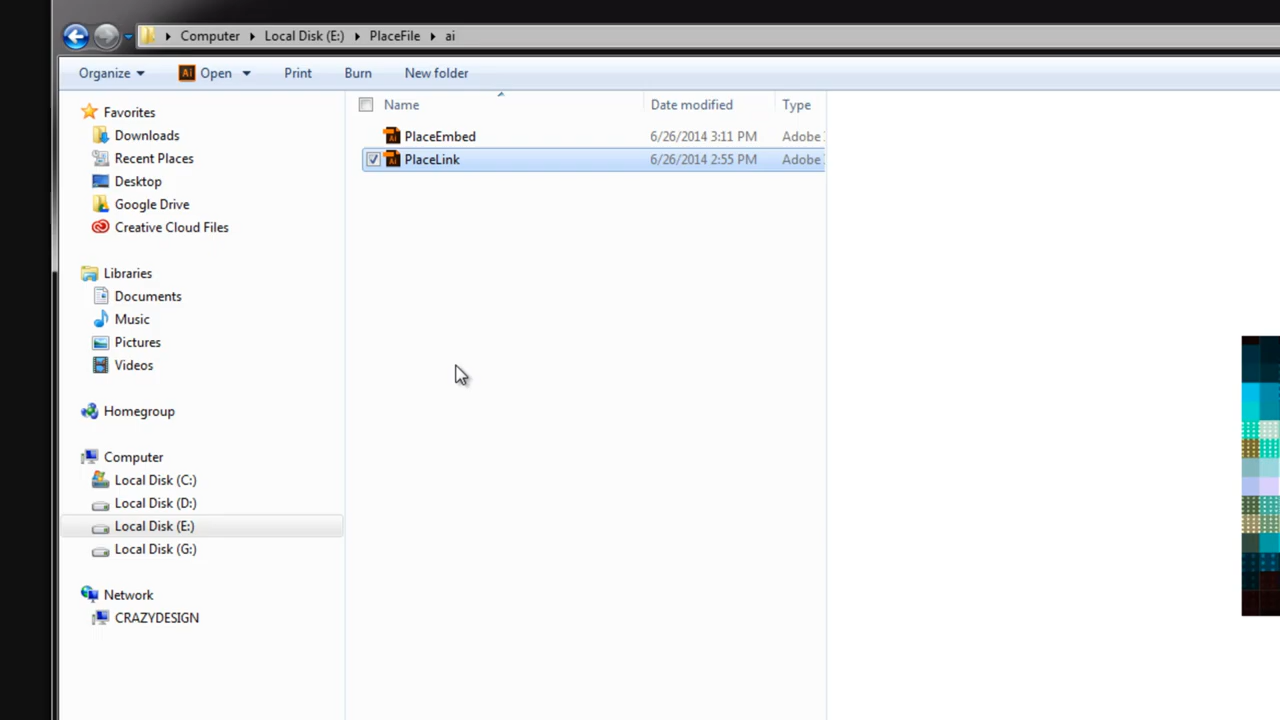 Computer Local Disk (E:) PlaceFile ai
Organize Ai Open Print Burn New folder
Name Date modified Type
PlaceEmbed 6/26/2014 3:11 PM Adobe
PlaceLink 6/26/2014 2:55 PM Adobe
Favorites
Downloads
Recent Places
Desktop
Google Drive
Creative Cloud Files
Libraries
Documents
Music
Pictures
Videos
Homegroup
Computer
Local Disk (C:)
Local Disk (D:)
Local Disk (E:)
Local Disk (G:)
Network
CRAZYDESIGN